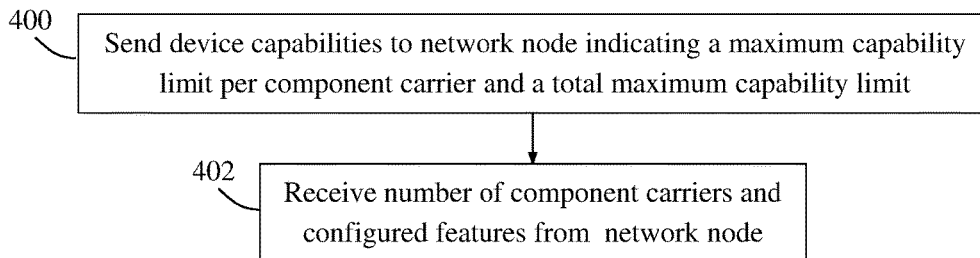 400
Send device capabilities to network node indicating a maximum capability
limit per component carrier and a total maximum capability limit
402
Receive number of component carriers and
configured features from network node